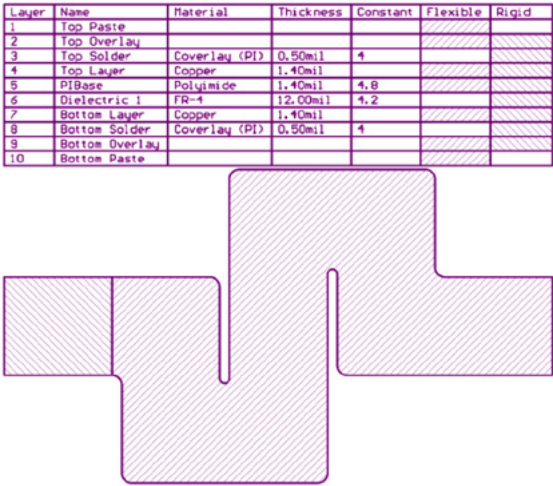 Layer Name Material Thickness Constant Flexible Rigid
1 Top Paste
2 Top Overlay
3 Top Solder Coverlay (PI) 0.50mil 4
4 Top Layer Copper 1.40mil
5 PIBase Polyimide 1.40mil 4.8
6 Dielectric 1 FR-4 12.00mil 4.2
7 Bottom Layer Copper 1.40mil
8 Bottom Solder Coverlay (PI) 0.50mil 4
9 Bottom Overlay
10 Bottom Paste